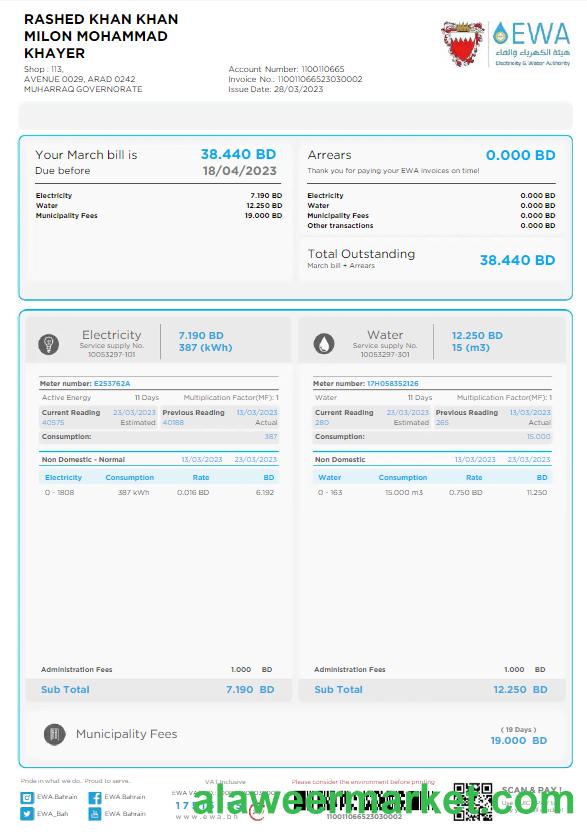 RASHED KHAN KHAN
MILON MOHAMMAD
KHAYER
Shop : 113,
AVENUE 0029, ARAD 0242
MUHARRAQ GOVERNORATE
Account Number: 1100110665
Invoice No.: 11001106652303002
Issue Date: 28/03/2023
EWA
هيئة الكهرباء والماء
Electricity & Water Authority
Your March bill is 38.440 BD
Due before 18/04/2023
Electricity 7.190 BD
Water 12.250 BD
Municipality Fees 19.000 BD
Arrears 0.000 BD
Thank you for paying your EWA invoices on time!
Electricity 0.000 BD
Water 0.000 BD
Municipality Fees 0.000 BD
Other transactions 0.000 BD
Total Outstanding 38.440 BD
March bill + Arrears
Electricity 7.190 BD
Service supply No. 387 (kWh)
10053297-101
Meter number: E253762A
Active Energy 11 Days Multiplication Factor(MF): 1
Current Reading 23/03/2023 Previous Reading 13/03/2023
40575 Estimated 40188 Actual
Consumption: 387
Non Domestic - Normal 13/03/2023 23/03/2023
Electricity Consumption Rate BD
0 - 1808 387 kWh 0.016 BD 6.192
Administration Fees 1.000 BD
Sub Total 7.190 BD
Water 12.250 BD
Service supply No. 15 (m3)
10053297-301
Meter number: 17H058352126
Water 11 Days Multiplication Factor(MF): 1
Current Reading 23/03/2023 Previous Reading 13/03/2023
280 Estimated 265 Actual
Consumption: 15.000
Non Domestic 13/03/2023 23/03/2023
Water Consumption Rate BD
0 - 163 15.000 m3 0.750 BD 11.250
Administration Fees 1.000 BD
Sub Total 12.250 BD
Municipality Fees
( 19 Days )
19.000 BD
Pride in what we do.. Proud to serve.
EWA.Bahrain EWA.Bahrain
EWA_Bah EWA.Bahrain
VAT Inclusive
www.ewa.bh
Please consider the environment before printing
11001106652303002
SCAN & PAY !
alaweermarket.com